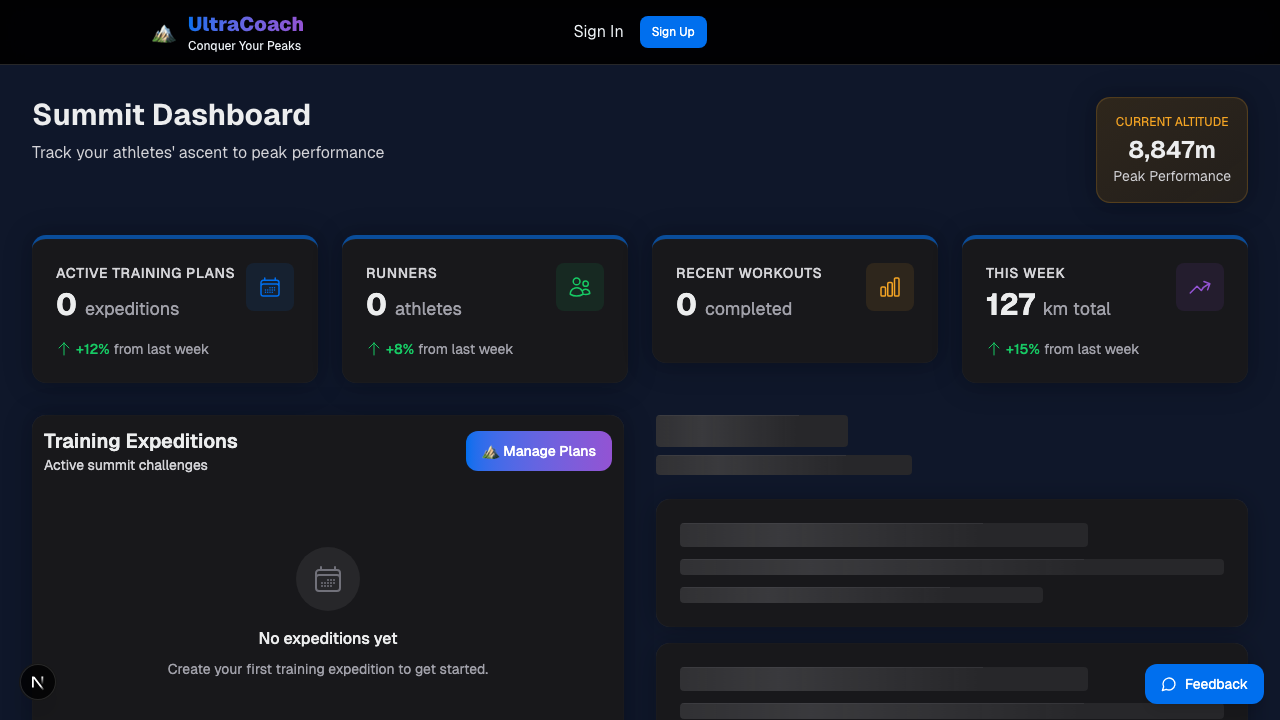 UltraCoach
Conquer Your Peaks
Sign In
Sign Up
Summit Dashboard
Track your athletes' ascent to peak performance
CURRENT ALTITUDE
8,847m
Peak Performance
ACTIVE TRAINING PLANS
0 expeditions
+12% from last week
RUNNERS
0 athletes
+8% from last week
RECENT WORKOUTS
0 completed
THIS WEEK
127 km total
+15% from last week
Training Expeditions
Active summit challenges
Manage Plans
No expeditions yet
Create your first training expedition to get started.
N
Feedback